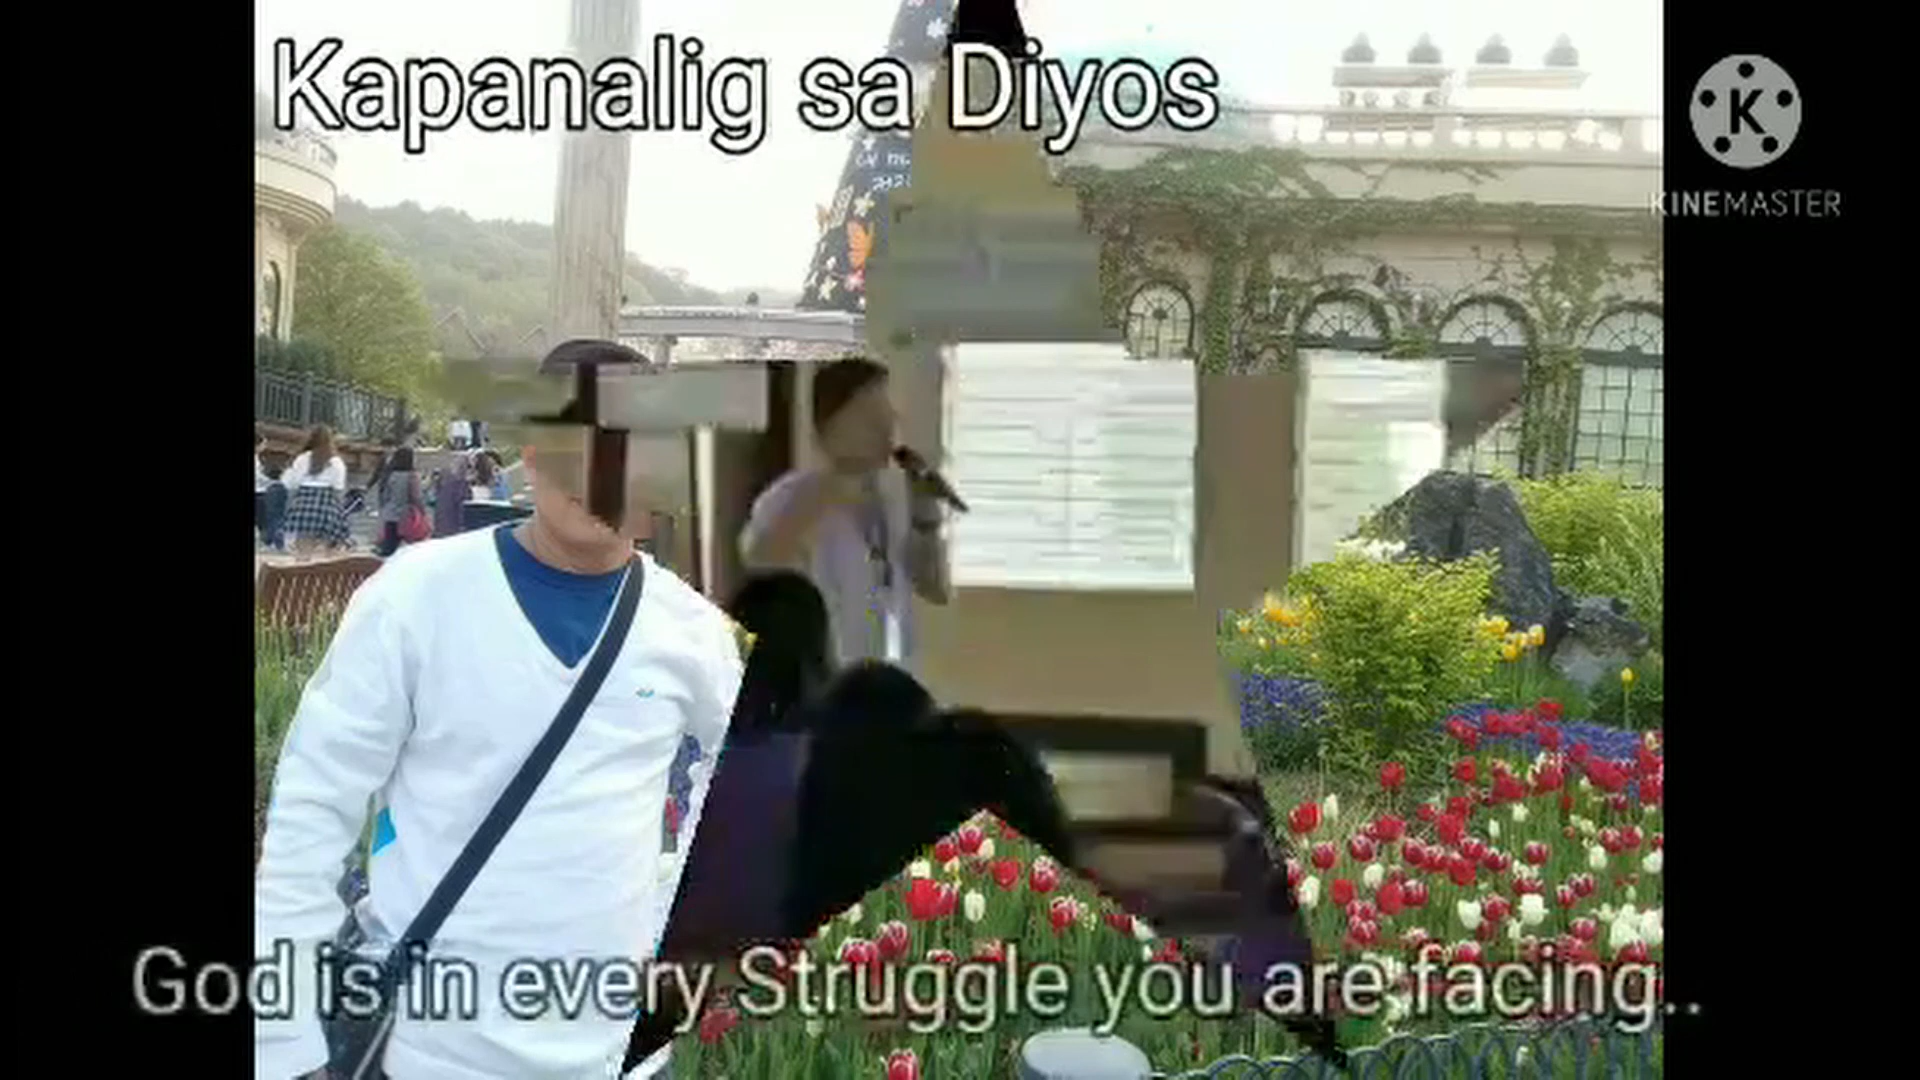 Kapanalig sa Diyos
K
KINEMASTER
God is in every Struggle you are facing..